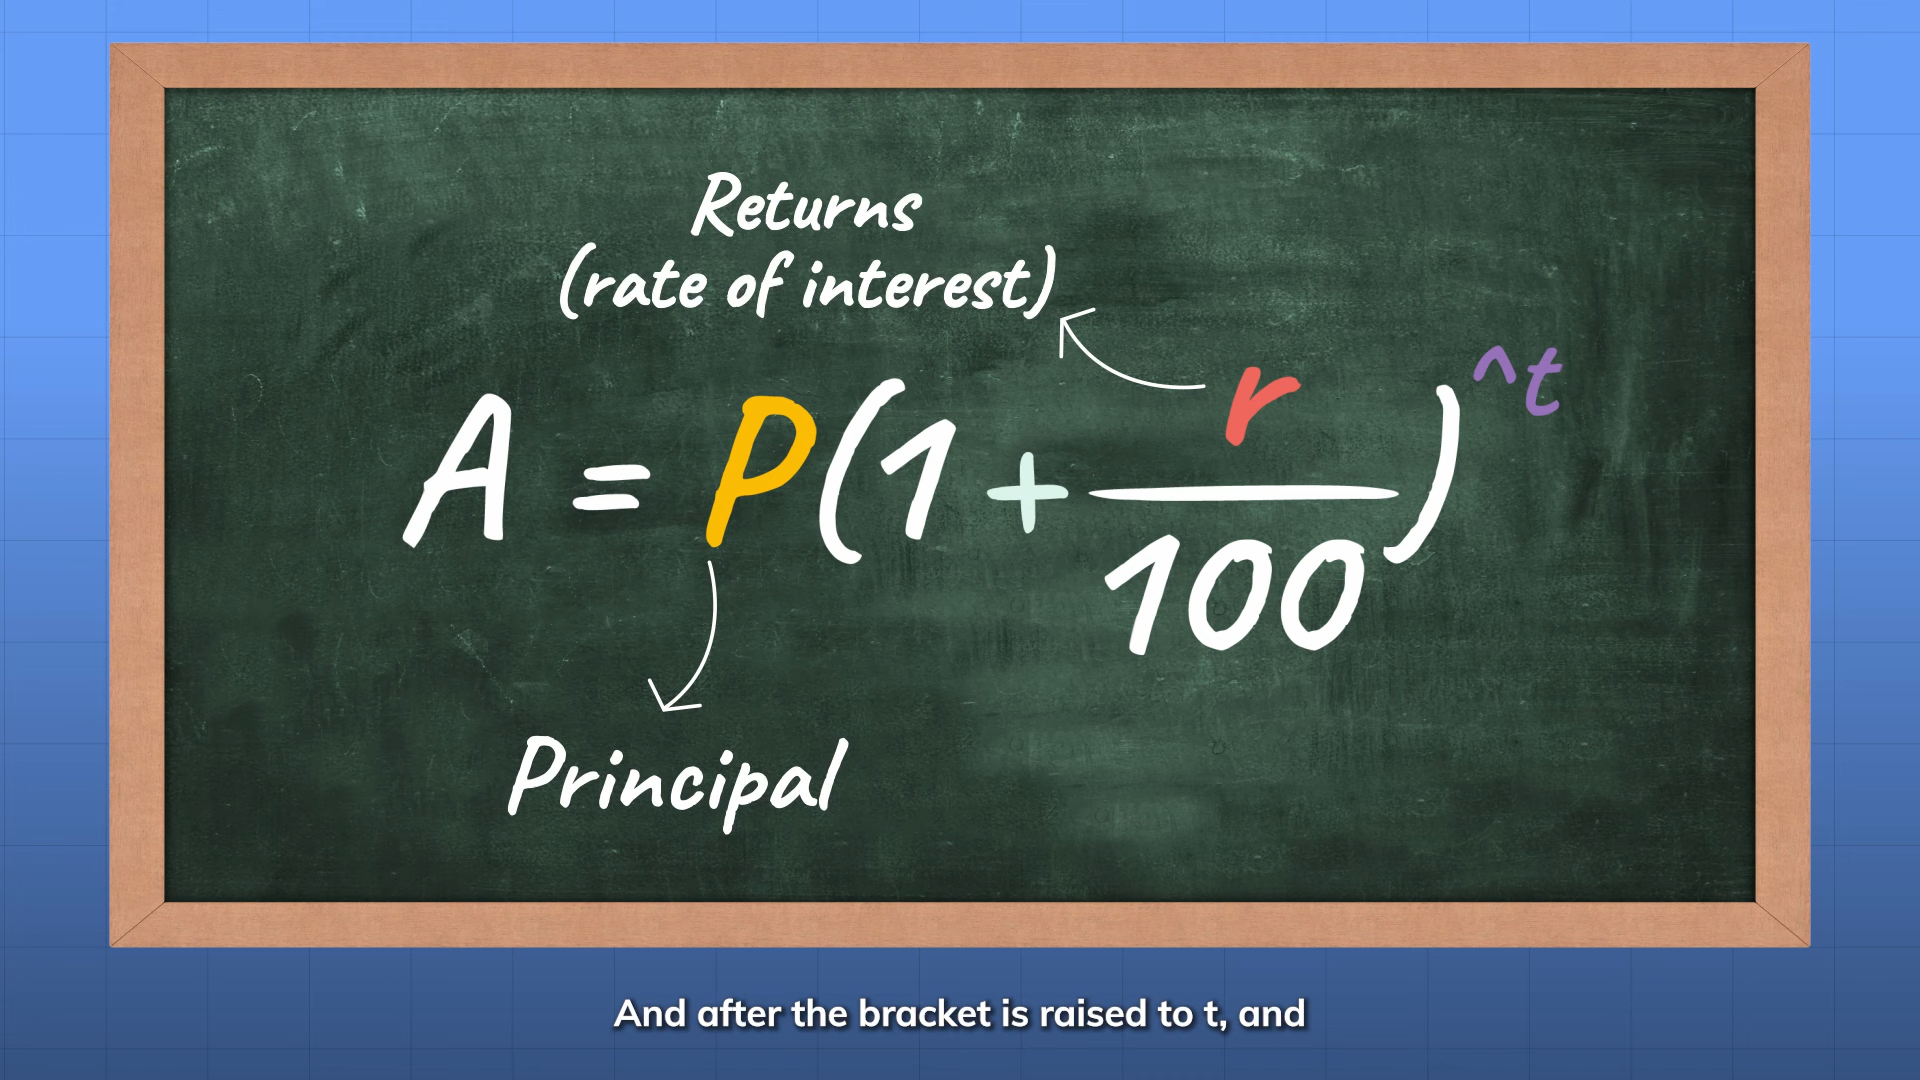 Returns
(rate of interest)
A = P(1 + r/100)^t
Principal
And after the bracket is raised to t, and